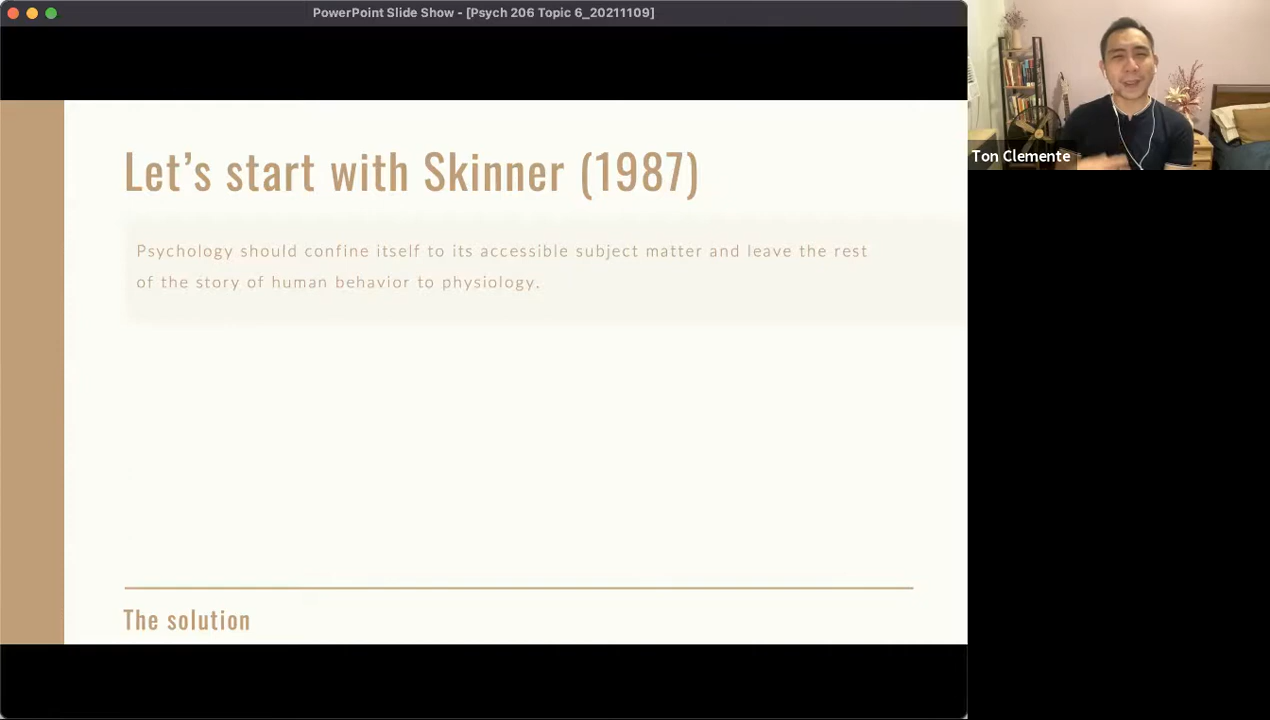 PowerPoint Slide Show - [Psych 206 Topic 6_20211109]
Let’s start with Skinner (1987)
Psychology should confine itself to its accessible subject matter and leave the rest
of the story of human behavior to physiology.
The solution
Ton Clemente